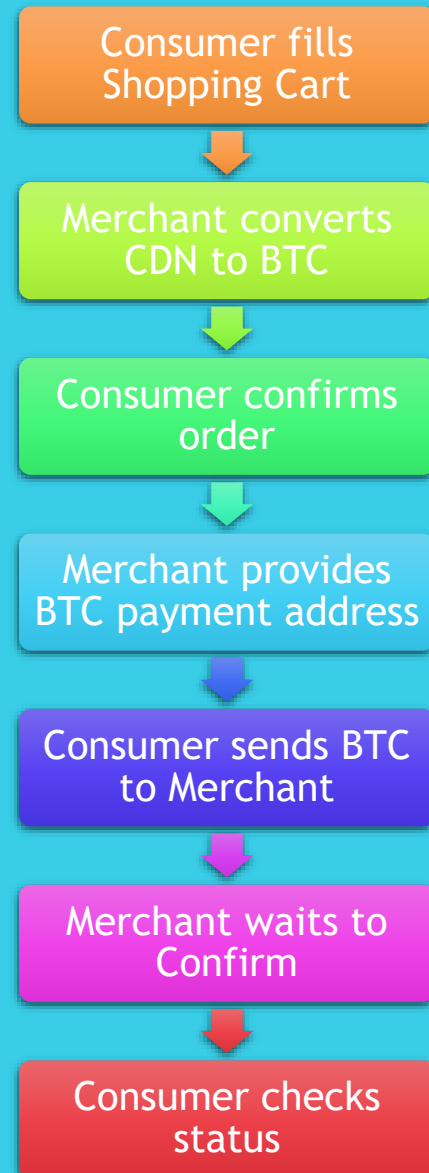 Consumer fills
Shopping Cart
Merchant converts
CDN to BTC
Consumer confirms
order
Merchant provides
BTC payment address
Consumer sends BTC
to Merchant
Merchant waits to
Confirm
Consumer checks
status